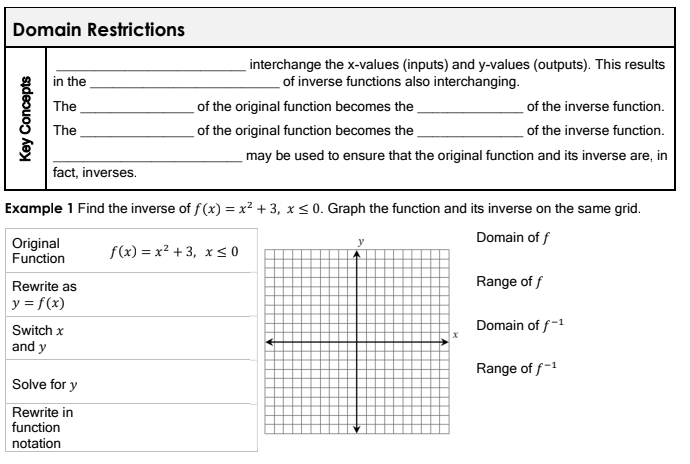 Domain Restrictions
Key Concepts
_________________________ interchange the x-values (inputs) and y-values (outputs). This results
in the _________________________ of inverse functions also interchanging.
The _______________ of the original function becomes the ______________ of the inverse function.
The _______________ of the original function becomes the ______________ of the inverse function.
_________________________ may be used to ensure that the original function and its inverse are, in
fact, inverses.
Example 1 Find the inverse of f(x) = x² + 3, x ≤ 0. Graph the function and its inverse on the same grid.
Original
Function
f(x) = x² + 3, x ≤ 0
Rewrite as
y = f(x)
Switch x
and y
Solve for y
Rewrite in
function
notation
y
x
Domain of f
Range of f
Domain of f⁻¹
Range of f⁻¹